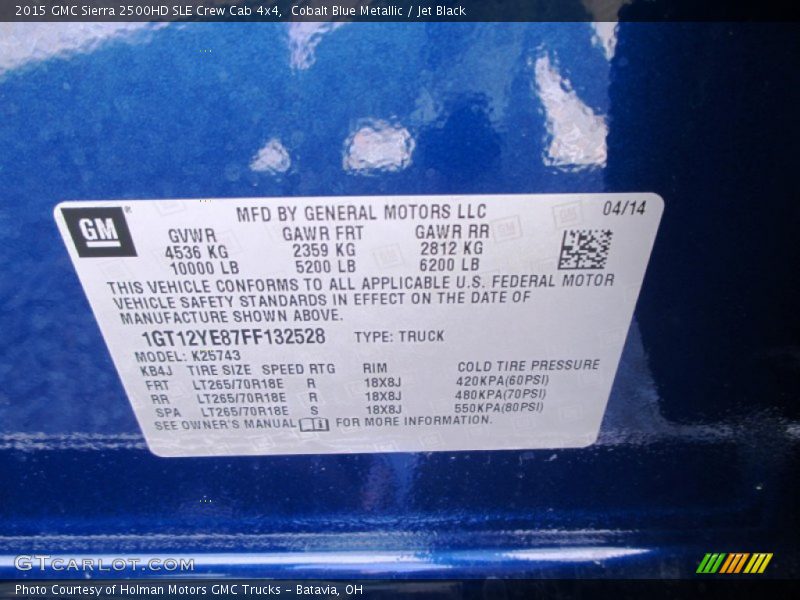 2015 GMC Sierra 2500HD SLE Crew Cab 4x4, Cobalt Blue Metallic / Jet Black
GM
MFD BY GENERAL MOTORS LLC
04/14
GVWR GAWR FRT GAWR RR
4536 KG 2359 KG 2812 KG
10000 LB 5200 LB 6200 LB
THIS VEHICLE CONFORMS TO ALL APPLICABLE U.S. FEDERAL MOTOR
VEHICLE SAFETY STANDARDS IN EFFECT ON THE DATE OF
MANUFACTURE SHOWN ABOVE.
1GT12YE87FF132528 TYPE: TRUCK
MODEL: K25743
KB4J TIRE SIZE SPEED RTG RIM COLD TIRE PRESSURE
FRT LT265/70R18E R 18X8J 420KPA(60PSI)
RR LT265/70R18E R 18X8J 480KPA(70PSI)
SPA LT265/70R18E S 18X8J 550KPA(80PSI)
SEE OWNER'S MANUAL FOR MORE INFORMATION.
GTCarLot.com
Photo Courtesy of Holman Motors GMC Trucks - Batavia, OH